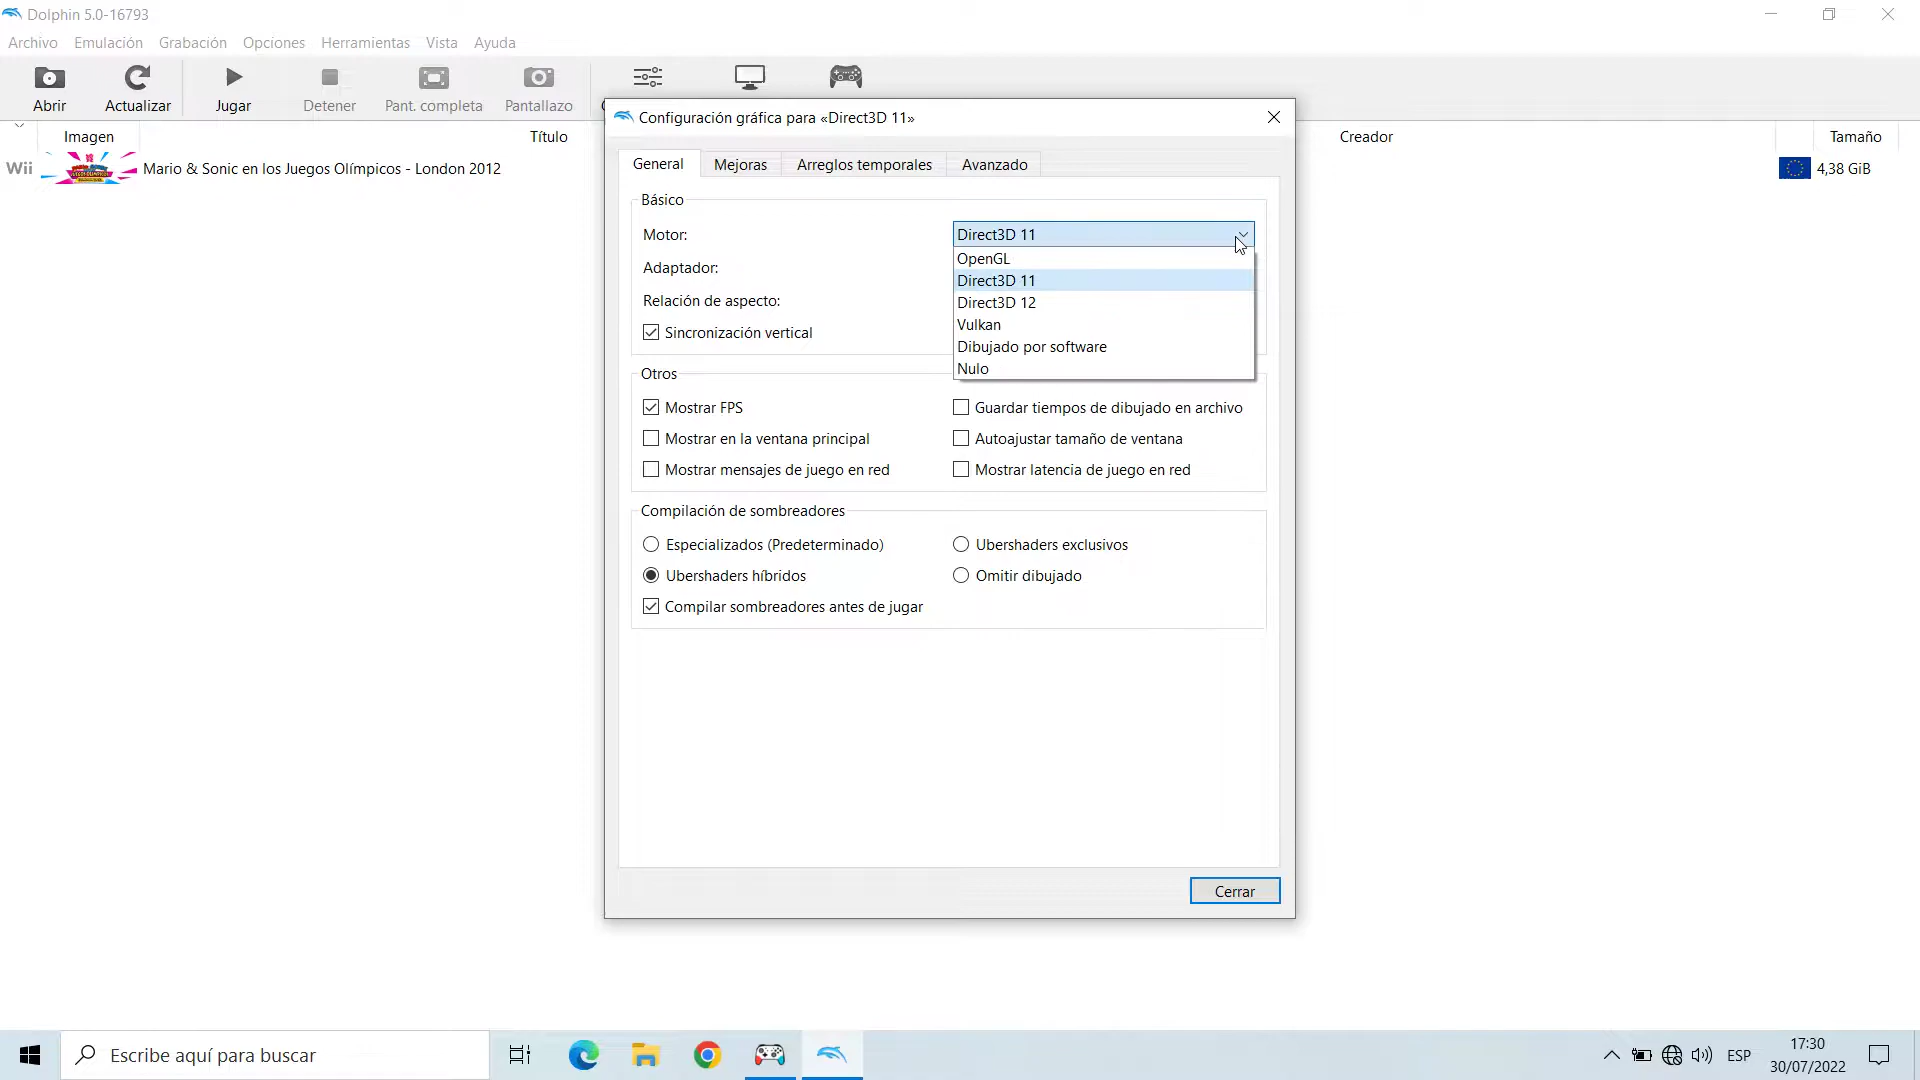 Dolphin 5.0-16793
Archivo Emulación Grabación Opciones Herramientas Vista Ayuda
Abrir Actualizar Jugar Detener Pant. completa Pantallazo
Configuración gráfica para «Direct3D 11»
Imagen Título Creador Tamaño
Wii Mario & Sonic en los Juegos Olímpicos - London 2012 4,38 GiB
General Mejoras Arreglos temporales Avanzado
Básico
Motor: Direct3D 11
OpenGL
Adaptador:
Direct3D 11
Relación de aspecto:
Direct3D 12
Sincronización vertical
Vulkan
Dibujado por software
Nulo
Otros
Mostrar FPS Guardar tiempos de dibujado en archivo
Mostrar en la ventana principal Autoajustar tamaño de ventana
Mostrar mensajes de juego en red Mostrar latencia de juego en red
Compilación de sombreadores
Especializados (Predeterminado) Ubershaders exclusivos
Ubershaders híbridos Omitir dibujado
Compilar sombreadores antes de jugar
Cerrar
Escribe aquí para buscar
ESP
17:30
30/07/2022